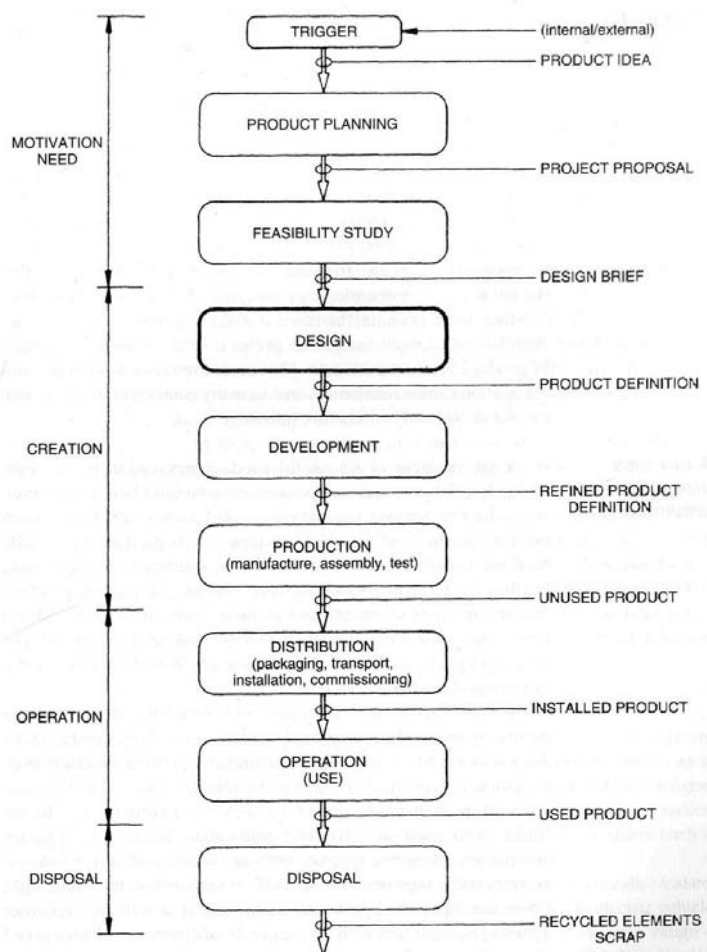 TRIGGER
(internal/external)
PRODUCT IDEA
PRODUCT PLANNING
MOTIVATION
NEED
PROJECT PROPOSAL
FEASIBILITY STUDY
DESIGN BRIEF
DESIGN
PRODUCT DEFINITION
CREATION
DEVELOPMENT
REFINED PRODUCT
DEFINITION
PRODUCTION
(manufacture, assembly, test)
UNUSED PRODUCT
DISTRIBUTION
(packaging, transport,
installation, commissioning)
OPERATION
INSTALLED PRODUCT
OPERATION
(USE)
USED PRODUCT
DISPOSAL
DISPOSAL
RECYCLED ELEMENTS
SCRAP